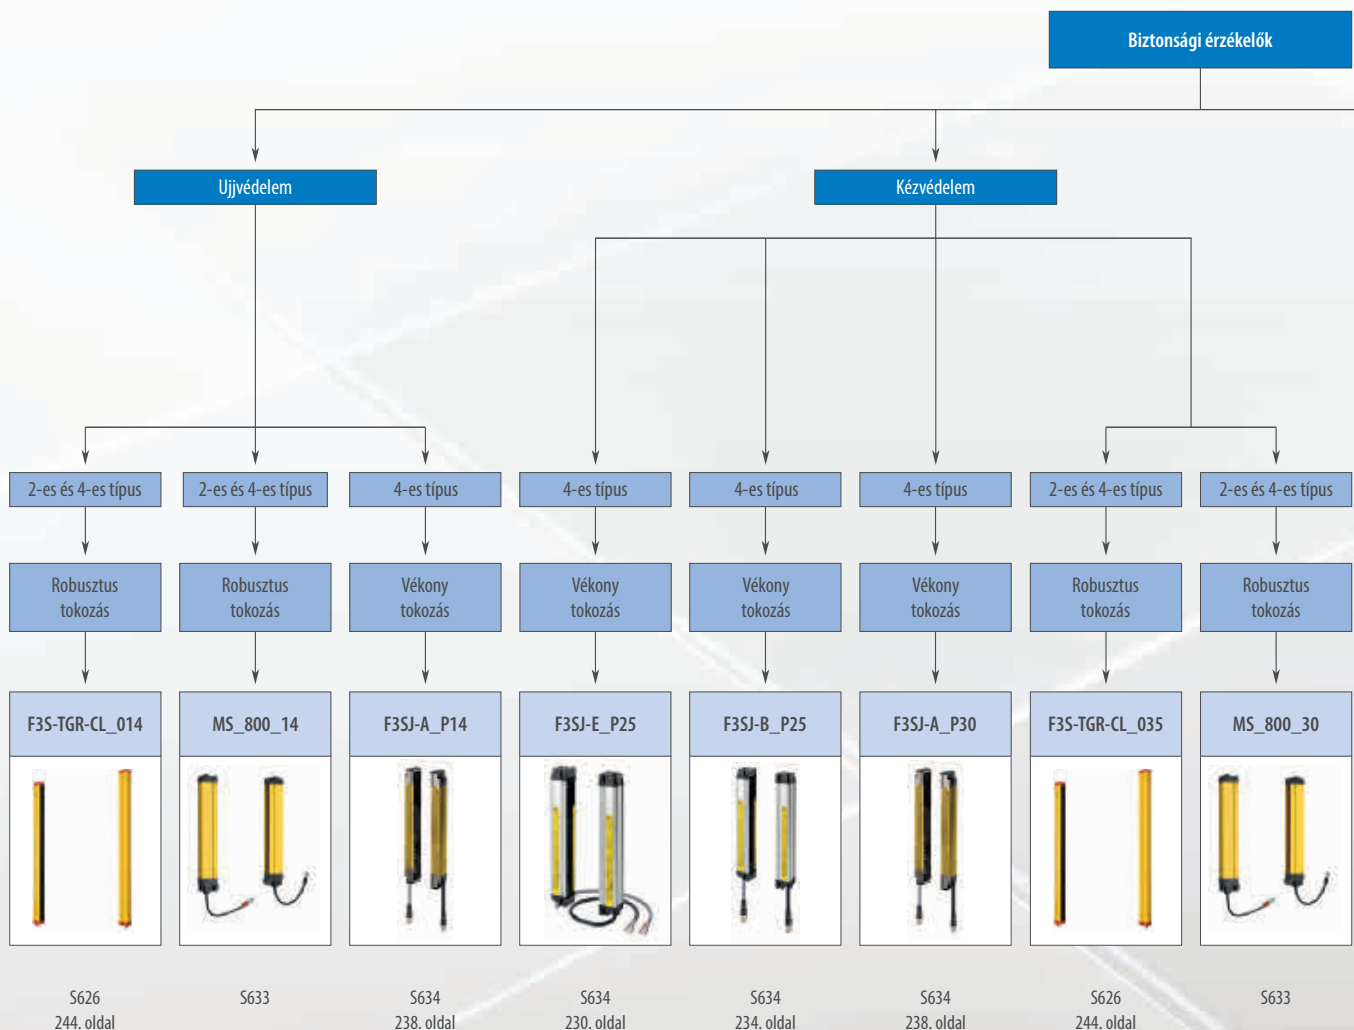 Biztonsági érzékelők
Ujjvédelem
Kézvédelem
2-es és 4-es típus
2-es és 4-es típus
4-es típus
4-es típus
4-es típus
4-es típus
2-es és 4-es típus
2-es és 4-es típus
Robusztus
tokozás
Robusztus
tokozás
Vékony
tokozás
Vékony
tokozás
Vékony
tokozás
Vékony
tokozás
Robusztus
tokozás
Robusztus
tokozás
F3S-TGR-CL_014
MS_800_14
F3SJ-A_P14
F3SJ-E_P25
F3SJ-B_P25
F3SJ-A_P30
F3S-TGR-CL_035
MS_800_30
S626
244. oldal
S633
S634
238. oldal
S634
230. oldal
S634
234. oldal
S634
238. oldal
S626
244. oldal
S633